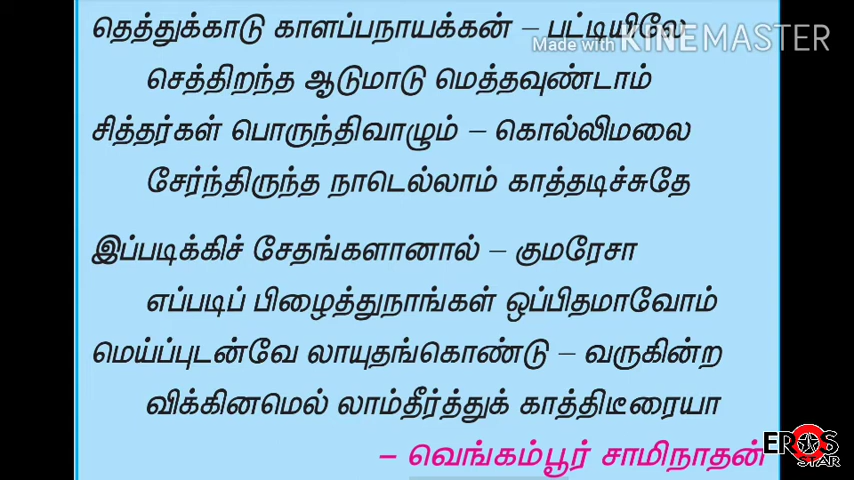 தெத்துக்காடு காளப்பநாயக்கன் – பட்டியிலே
Made with KINEMASTER
செத்திறந்த ஆடுமாடு மெத்தவுண்டாம்
சித்தர்கள் பொருந்திவாழும் – கொல்லிமலை
சேர்ந்திருந்த நாடெல்லாம் காத்தடிச்சுதே
இப்படிக்கிச் சேதங்களானால் – குமரேசா
எப்படிப் பிழைத்துநாங்கள் ஒப்பிதமாவோம்
மெய்ப்புடன்வே லாயுதங்கொண்டு – வருகின்ற
விக்கினமெல் லாம்தீர்த்துக் காத்திடீரையா
– வெங்கம்பூர் சாமிநாதன்
EROS
STAR